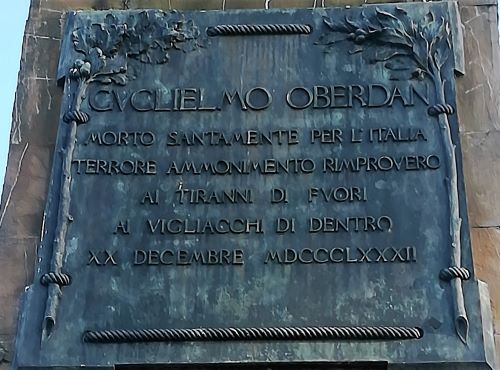 GVGLIELMO OBERDAN
MORTO SANTAMENTE PER L'ITALIA
TERRORE AMMONIMENTO RIMPROVERO
AI TIRANNI DI FVORI
AI VIGLIACCHI DI DENTRO
XX DECEMBRE MDCCCLXXXII